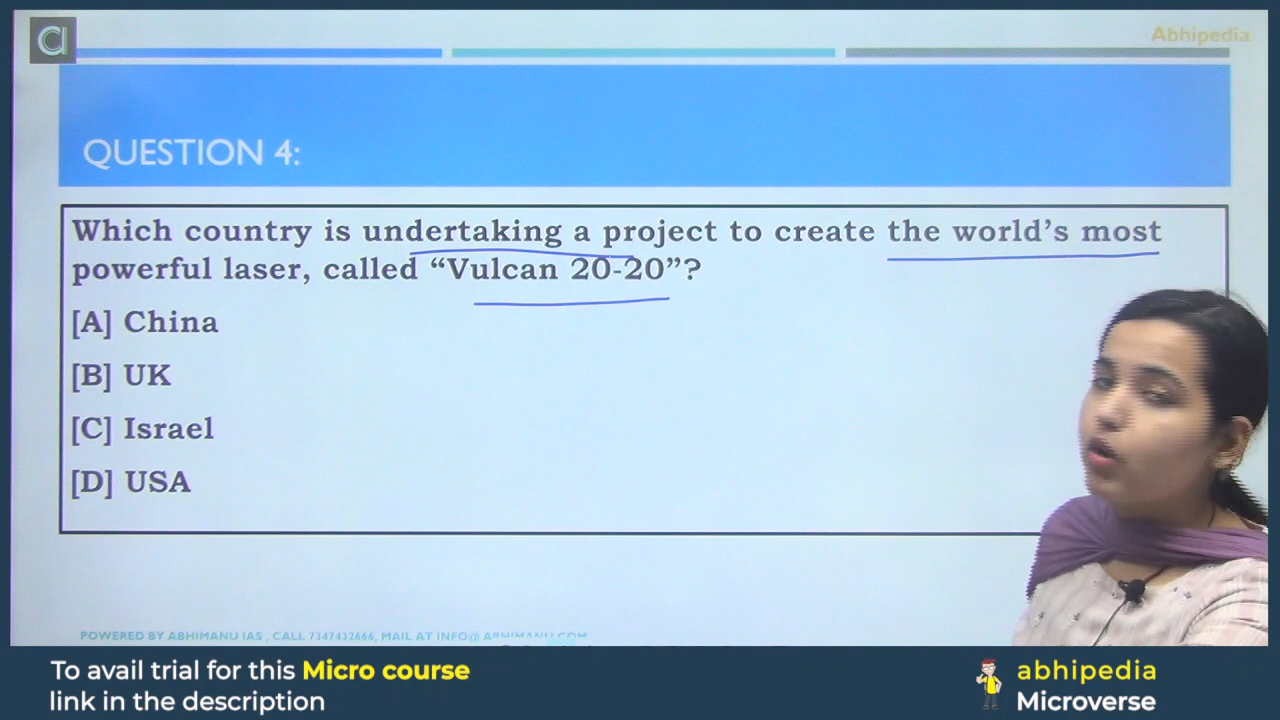 Abhipedia
QUESTION 4:
Which country is undertaking a project to create the world's most
powerful laser, called “Vulcan 20-20”?
[A] China
[B] UK
[C] Israel
[D] USA
POWERED BY ABHIMANU IAS , CALL 7347432666, MAIL AT INFO@ ABHIMANU.COM
To avail trial for this Micro course
link in the description
abhipedia
Microverse